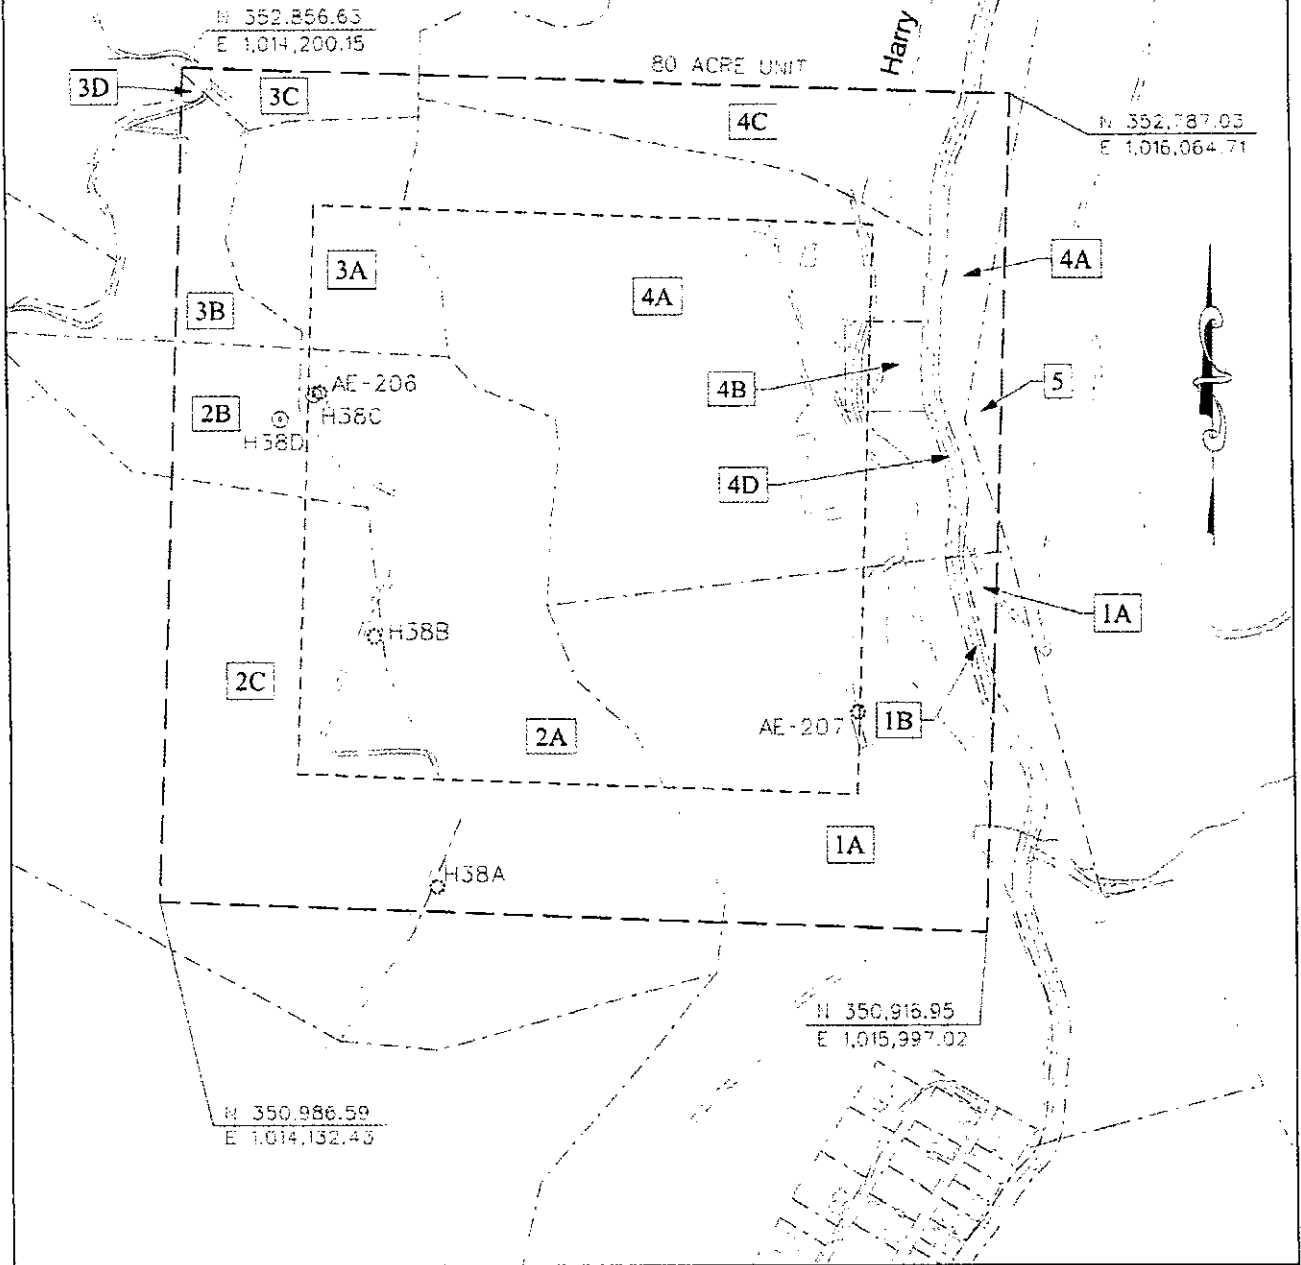 N 352,856.63
E 1,014,200.15
Harry
80 ACRE UNIT
3D
3C
4C
N 352,787.03
E 1,016,064.71
3A
4A
4A
3B
AE-206
5
4B
2B
H38C
H38D
4D
1A
H38B
2C
AE-207
1B
2A
1A
H38A
N 350,916.95
E 1,015,997.02
N 350,986.59
E 1,014,132.43